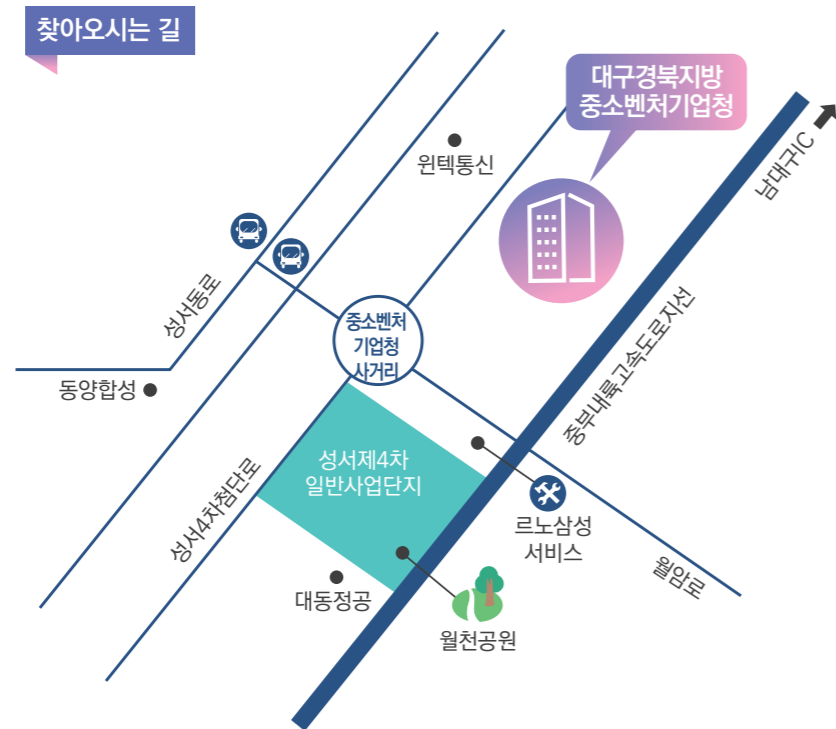 찾아오시는 길
대구경북지방
중소벤처기업청
남대구IC
윈텍통신
성서동로
중소벤처
기업청
사거리
동양합성
중부내륙고속도로지선
성서제4차
일반사업단지
성서4차첨단로
르노삼성
서비스
월암로
대동정공
월천공원